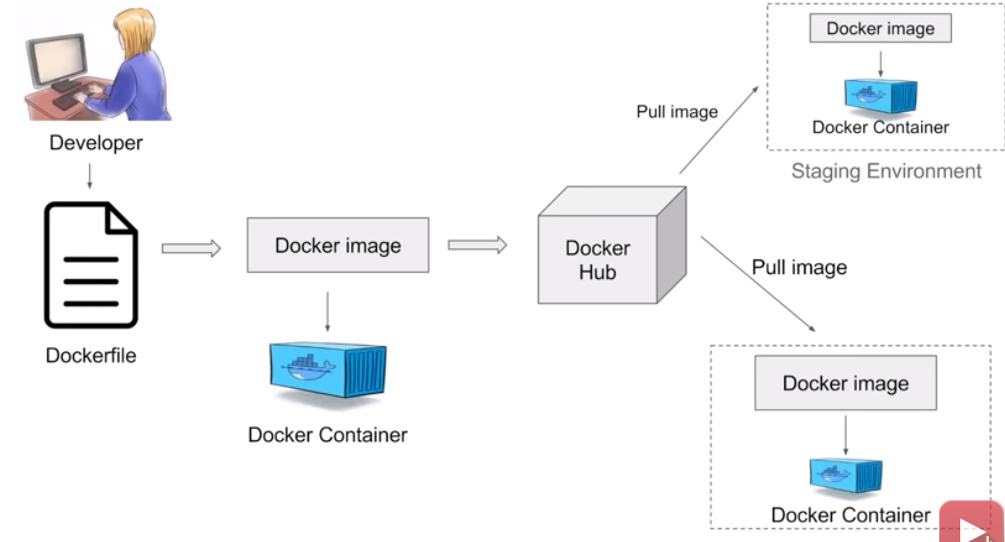 Docker image
Docker Container
Staging Environment
Pull image
Developer
Docker image
Docker
Hub
Pull image
Dockerfile
Docker Container
Docker image
Docker Container